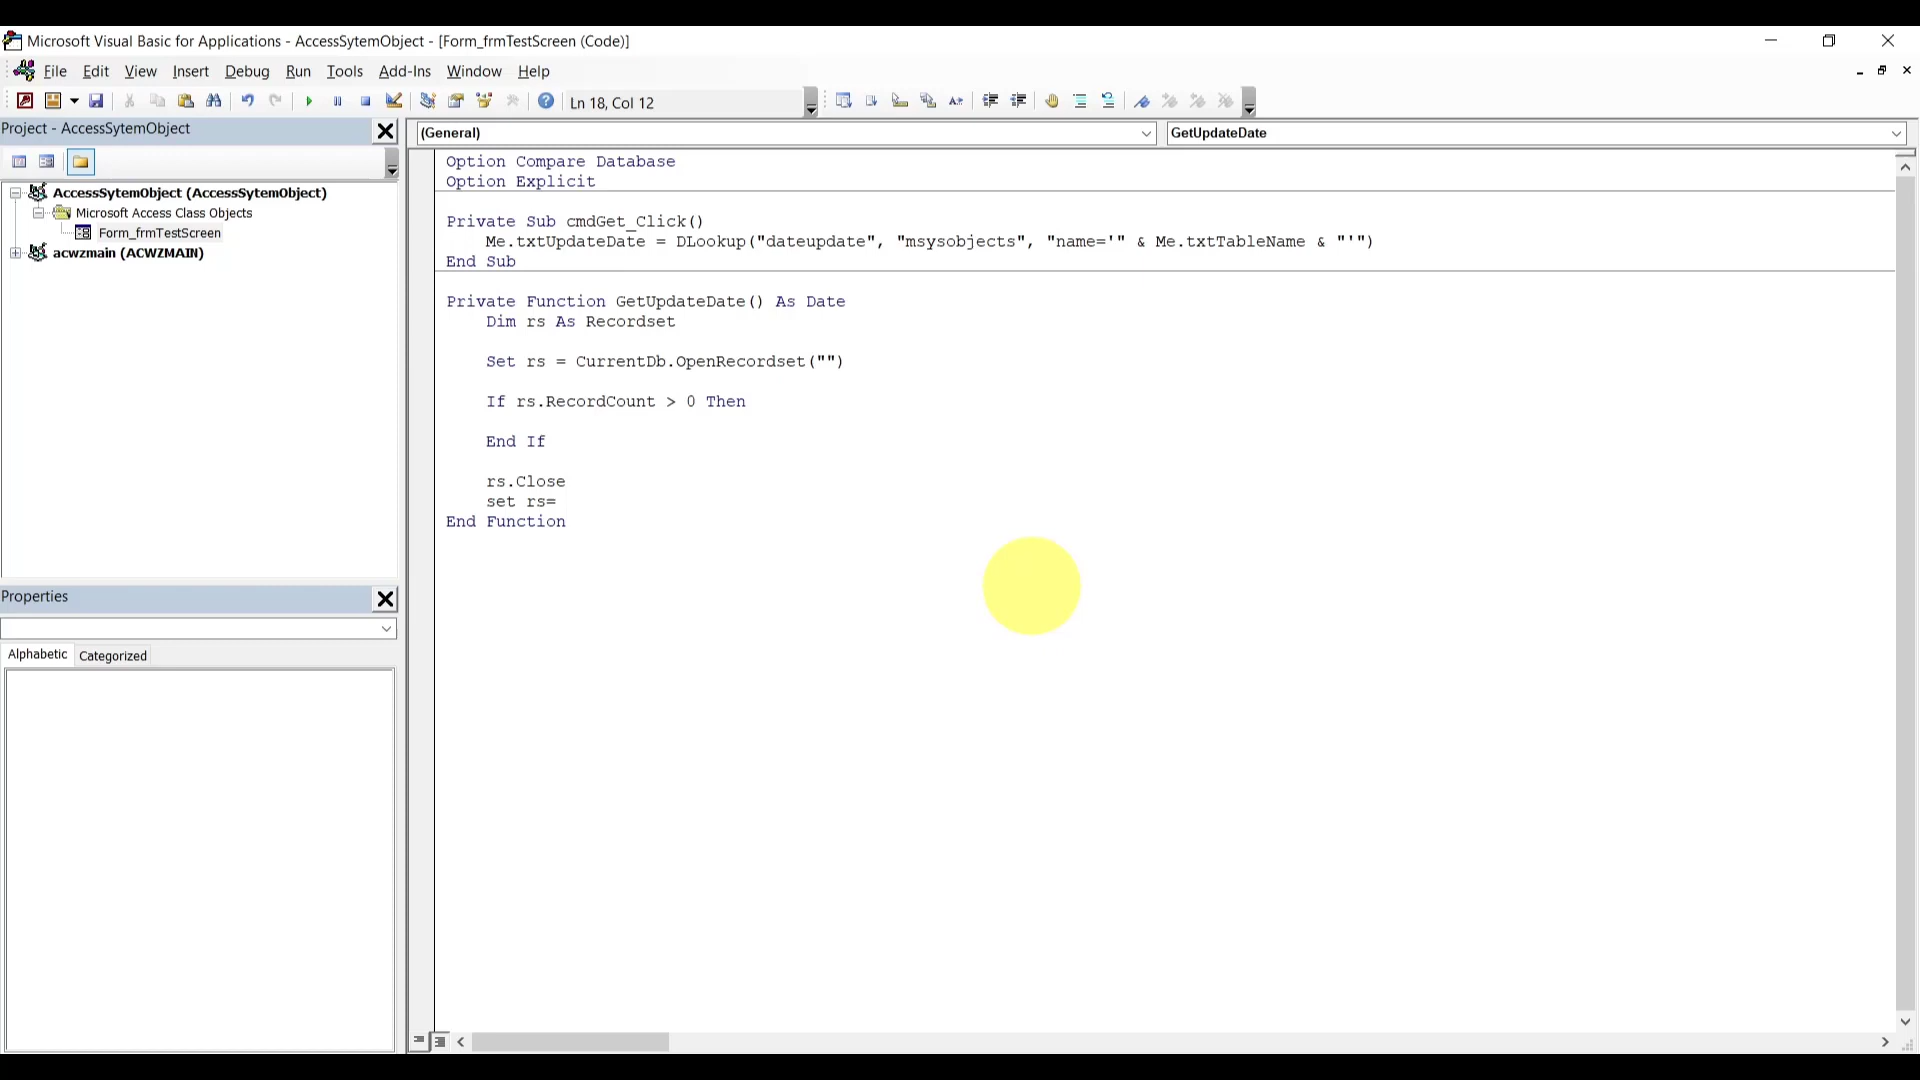 Microsoft Visual Basic for Applications - AccessSytemObject - [Form_frmTestScreen (Code)]
File Edit View Insert Debug Run Tools Add-Ins Window Help
Ln 18, Col 12
Project - AccessSytemObject
AccessSytemObject (AccessSytemObject)
Microsoft Access Class Objects
Form_frmTestScreen
acwzmain (ACWZMAIN)
Properties
Alphabetic Categorized
(General) GetUpdateDate
Option Compare Database
Option Explicit
Private Sub cmdGet_Click()
Me.txtUpdateDate = DLookup("dateupdate", "msysobjects", "name='" & Me.txtTableName & "'")
End Sub
Private Function GetUpdateDate() As Date
Dim rs As Recordset
Set rs = CurrentDb.OpenRecordset("")
If rs.RecordCount > 0 Then
End If
rs.Close
set rs=
End Function